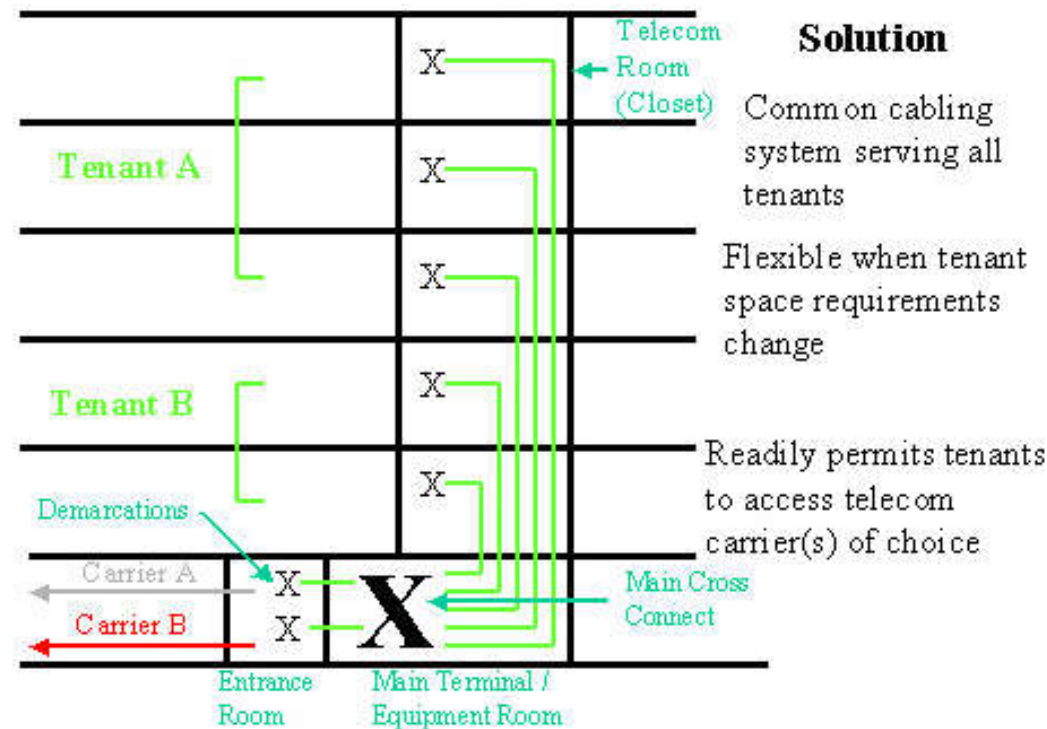 Telecom
Room
(Closet)
Solution
Common cabling
system serving all
tenants
X
X
Tenant A
X
Flexible when tenant
space requirements
change
X
Tenant B
X
Readily permits tenants
to access telecom
carrier(s) of choice
Demarcations
Carrier A
X
X
Main Cross
Connect
Carrier B
X
Entrance
Room
Main Terminal /
Equipment Room